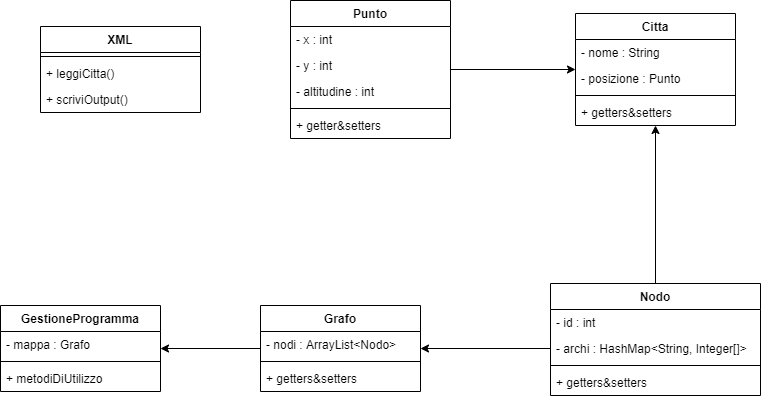 XML
+ leggiCitta()
+ scriviOutput()
Punto
- x : int
- y : int
- altitudine : int
+ getter&setters
Citta
- nome : String
- posizione : Punto
+ getters&setters
GestioneProgramma
- mappa : Grafo
+ metodiDiUtilizzo
Grafo
- nodi : ArrayList<Nodo>
+ getters&setters
Nodo
- id : int
- archi : HashMap<String, Integer[]>
+ getters&setters